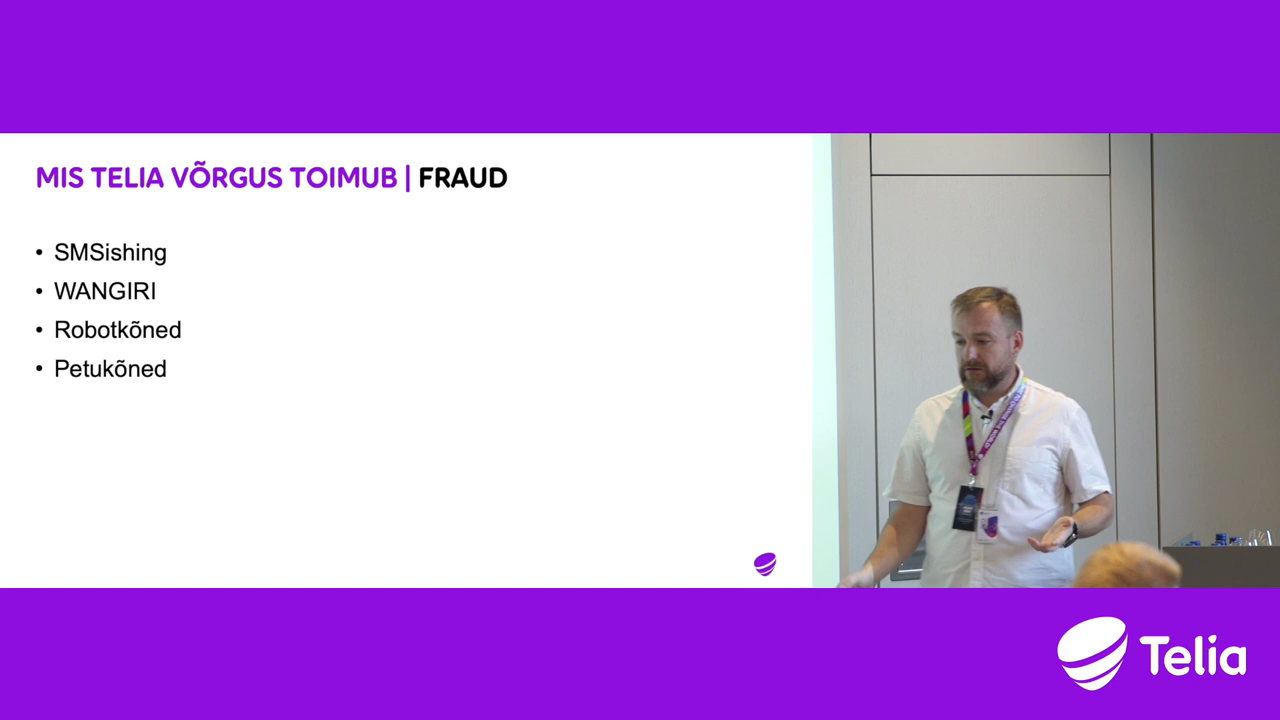 MIS TELIA VÕRGUS TOIMUB | FRAUD
• SMSishing
• WANGIRI
• Robotkõned
• Petukõned
Telia